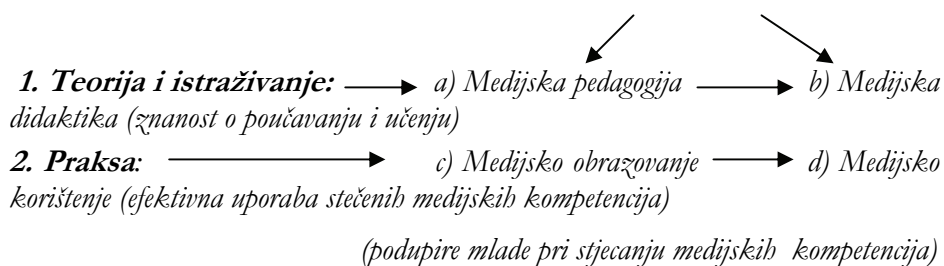 1. Teorija i istraživanje: a) Medijska pedagogija b) Medijska
didaktika (znanost o poučavanju i učenju)
2. Praksa: c) Medijsko obrazovanje d) Medijsko
korištenje (efektivna uporaba stečenih medijskih kompetencija)
(podupire mlade pri stjecanju medijskih kompetencija)